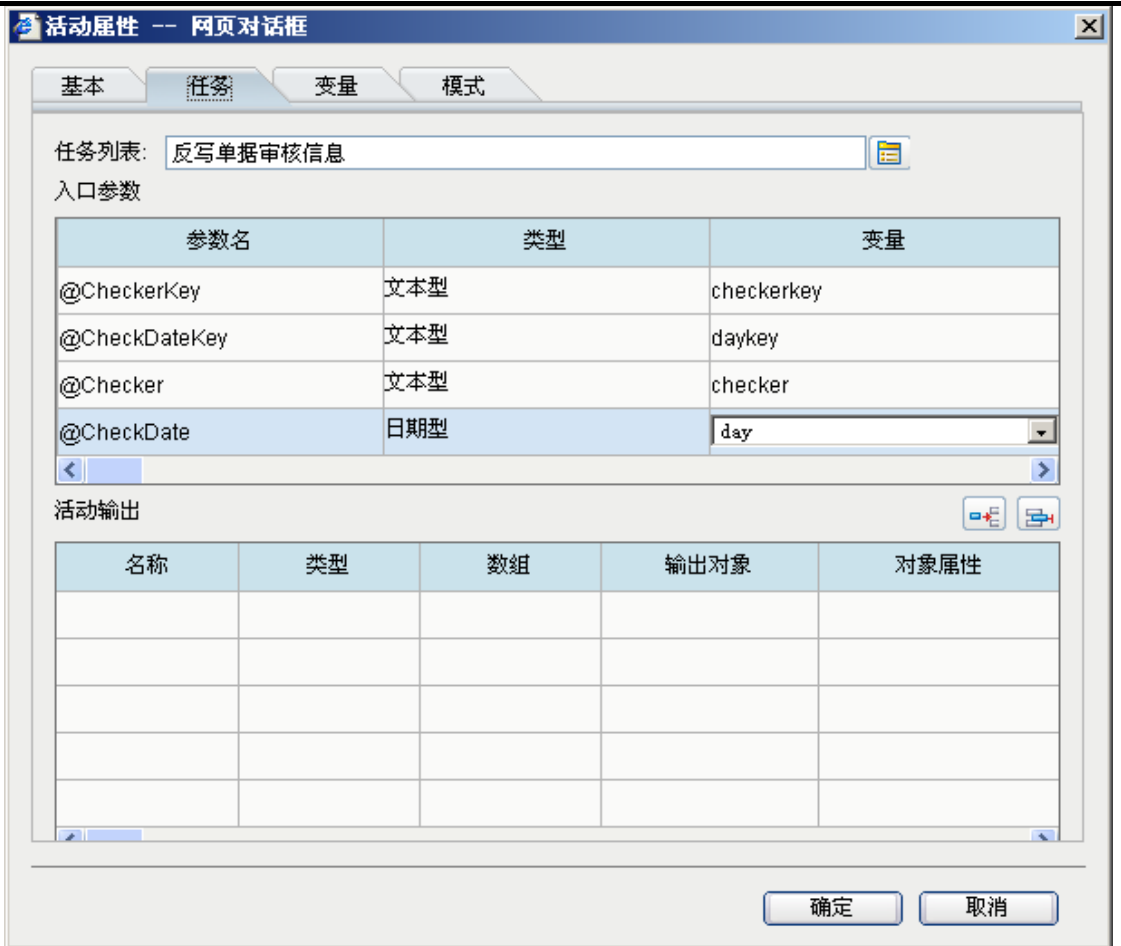 活动属性 -- 网页对话框
基本 任务 变量 模式
任务列表: 反写单据审核信息
入口参数
参数名 类型 变量
@CheckerKey 文本型 checkerkey
@CheckDateKey 文本型 daykey
@Checker 文本型 checker
@CheckDate 日期型 day
活动输出
名称 类型 数组 输出对象 对象属性
确定 取消